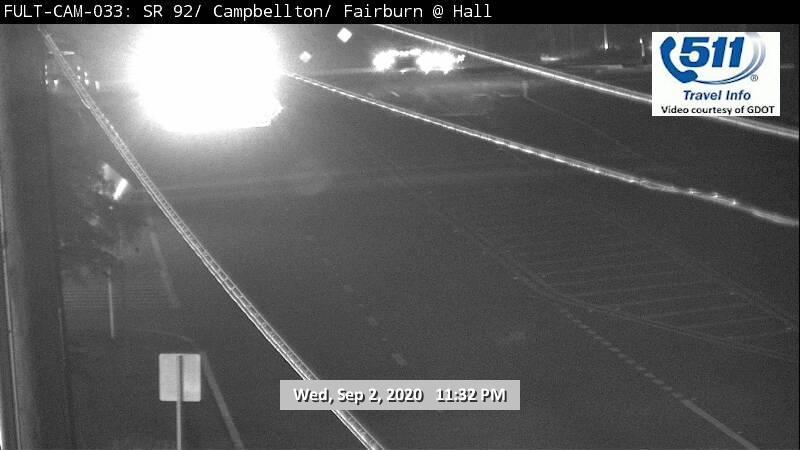 FULT-CAM-033: SR 92/ Campbellton/ Fairburn @ Hall
511
®
Travel Info
Video courtesy of GDOT
Wed, Sep 2, 2020 11:32 PM